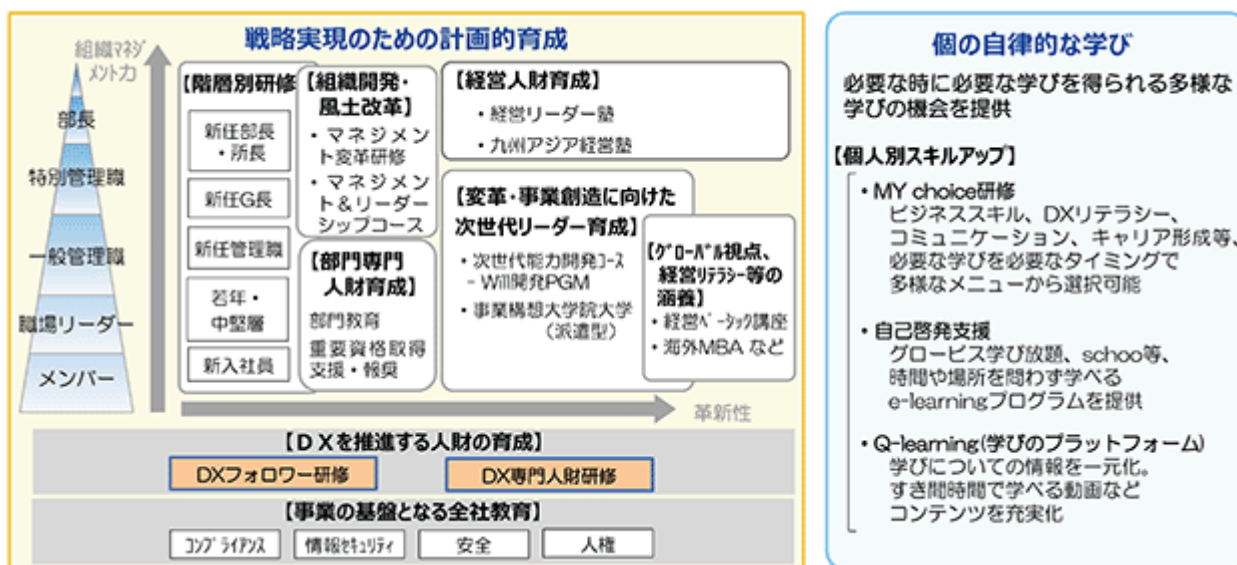 戦略実現のための計画的育成
組織マネジ
メント力
部長
特別管理職
一般管理職
職場リーダー
メンバー
【階層別研修】
新任部長
・所長
新任G長
新任管理職
若年・
中堅層
新入社員
【組織開発・
風土改革】
・マネジメン
ト変革研修
・マネジメン
ト&リーダー
シップコース
【部門専門
人財育成】
部門教育
重要資格取得
支援・報奨
【経営人財育成】
・経営リーダー塾
・九州アジア経営塾
【変革・事業創造に向けた
次世代リーダー育成】
・次世代能力開発ｺｰｽ
- Will開発PGM
・事業構想大学院大学
（派遣型）
【ｸﾞﾛｰﾊﾞﾙ視点、
経営ﾘﾃﾗｼｰ等の
涵養】
・経営ﾍﾞｰｼｯｸ講座
・海外MBA など
革新性
【ＤＸを推進する人財の育成】
DXフォロワー研修
DX専門人財研修
【事業の基盤となる全社教育】
ｺﾝﾌﾟﾗｲｱﾝｽ
情報ｾｷｭﾘﾃｨ
安全
人権
個の自律的な学び
必要な時に必要な学びを得られる多様な
学びの機会を提供
【個人別スキルアップ】
・MY choice研修
ビジネススキル、DXリテラシー、
コミュニケーション、キャリア形成等、
必要な学びを必要なタイミングで
多様なメニューから選択可能
・自己啓発支援
グロービス学び放題、schoo等、
時間や場所を問わず学べる
e-learningプログラムを提供
・Q-learning(学びのプラットフォーム)
学びについての情報を一元化。
すき間時間で学べる動画など
コンテンツを充実化